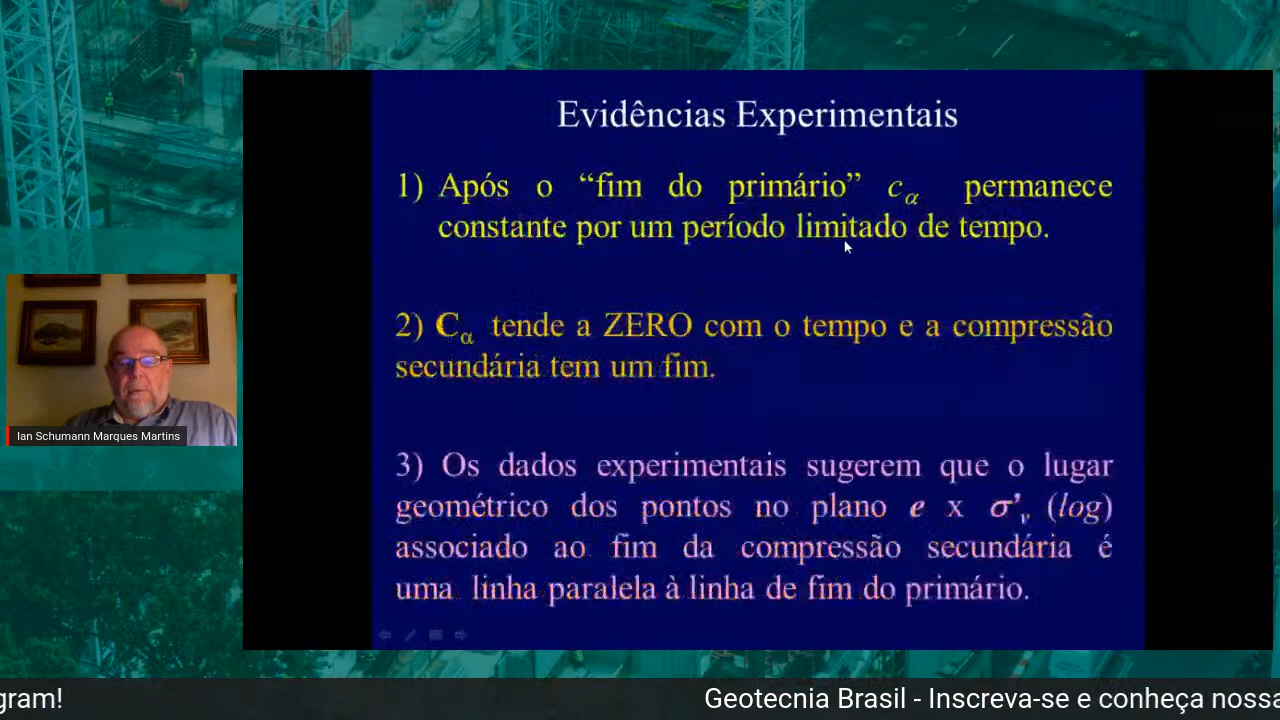 Evidências Experimentais
1) Após o “fim do primário” cα permanece
constante por um período limitado de tempo.
2) Cα tende a ZERO com o tempo e a compressão
secundária tem um fim.
3) Os dados experimentais sugerem que o lugar
geométrico dos pontos no plano e x σ'v (log)
associado ao fim da compressão secundária é
uma linha paralela à linha de fim do primário.
Ian Schumann Marques Martins
gram!
Geotecnia Brasil - Inscreva-se e conheça nossa